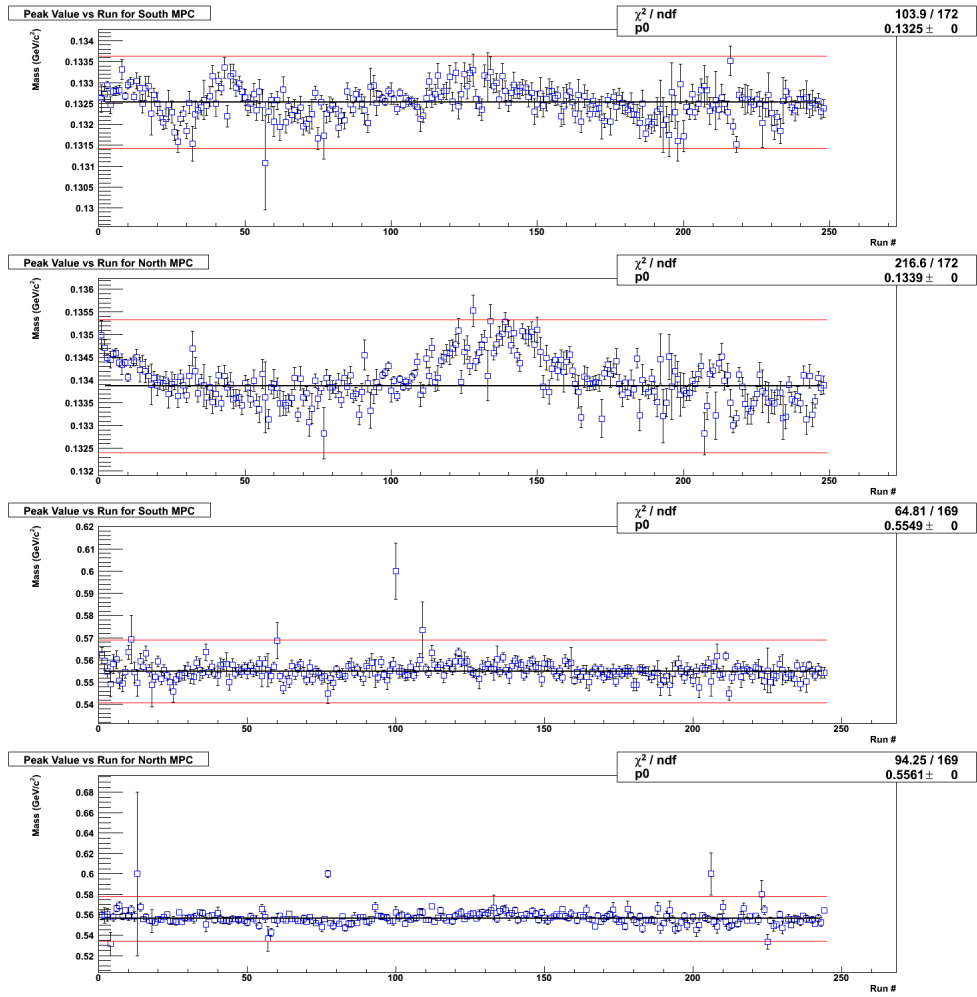 Peak Value vs Run for South MPC
χ² / ndf 103.9 / 172
p0 0.1325 ± 0
Mass (GeV/c²)
0.134
0.1335
0.133
0.1325
0.132
0.1315
0.131
0.1305
0.13
0 50 100 150 200 250
Run #
Peak Value vs Run for North MPC
χ² / ndf 216.6 / 172
p0 0.1339 ± 0
Mass (GeV/c²)
0.136
0.1355
0.135
0.1345
0.134
0.1335
0.133
0.1325
0.132
0 50 100 150 200 250
Run #
Peak Value vs Run for South MPC
χ² / ndf 64.81 / 169
p0 0.5549 ± 0
Mass (GeV/c²)
0.62
0.61
0.6
0.59
0.58
0.57
0.56
0.55
0.54
0 50 100 150 200 250
Run #
Peak Value vs Run for North MPC
χ² / ndf 94.25 / 169
p0 0.5561 ± 0
Mass (GeV/c²)
0.68
0.66
0.64
0.62
0.6
0.58
0.56
0.54
0.52
0 50 100 150 200 250
Run #